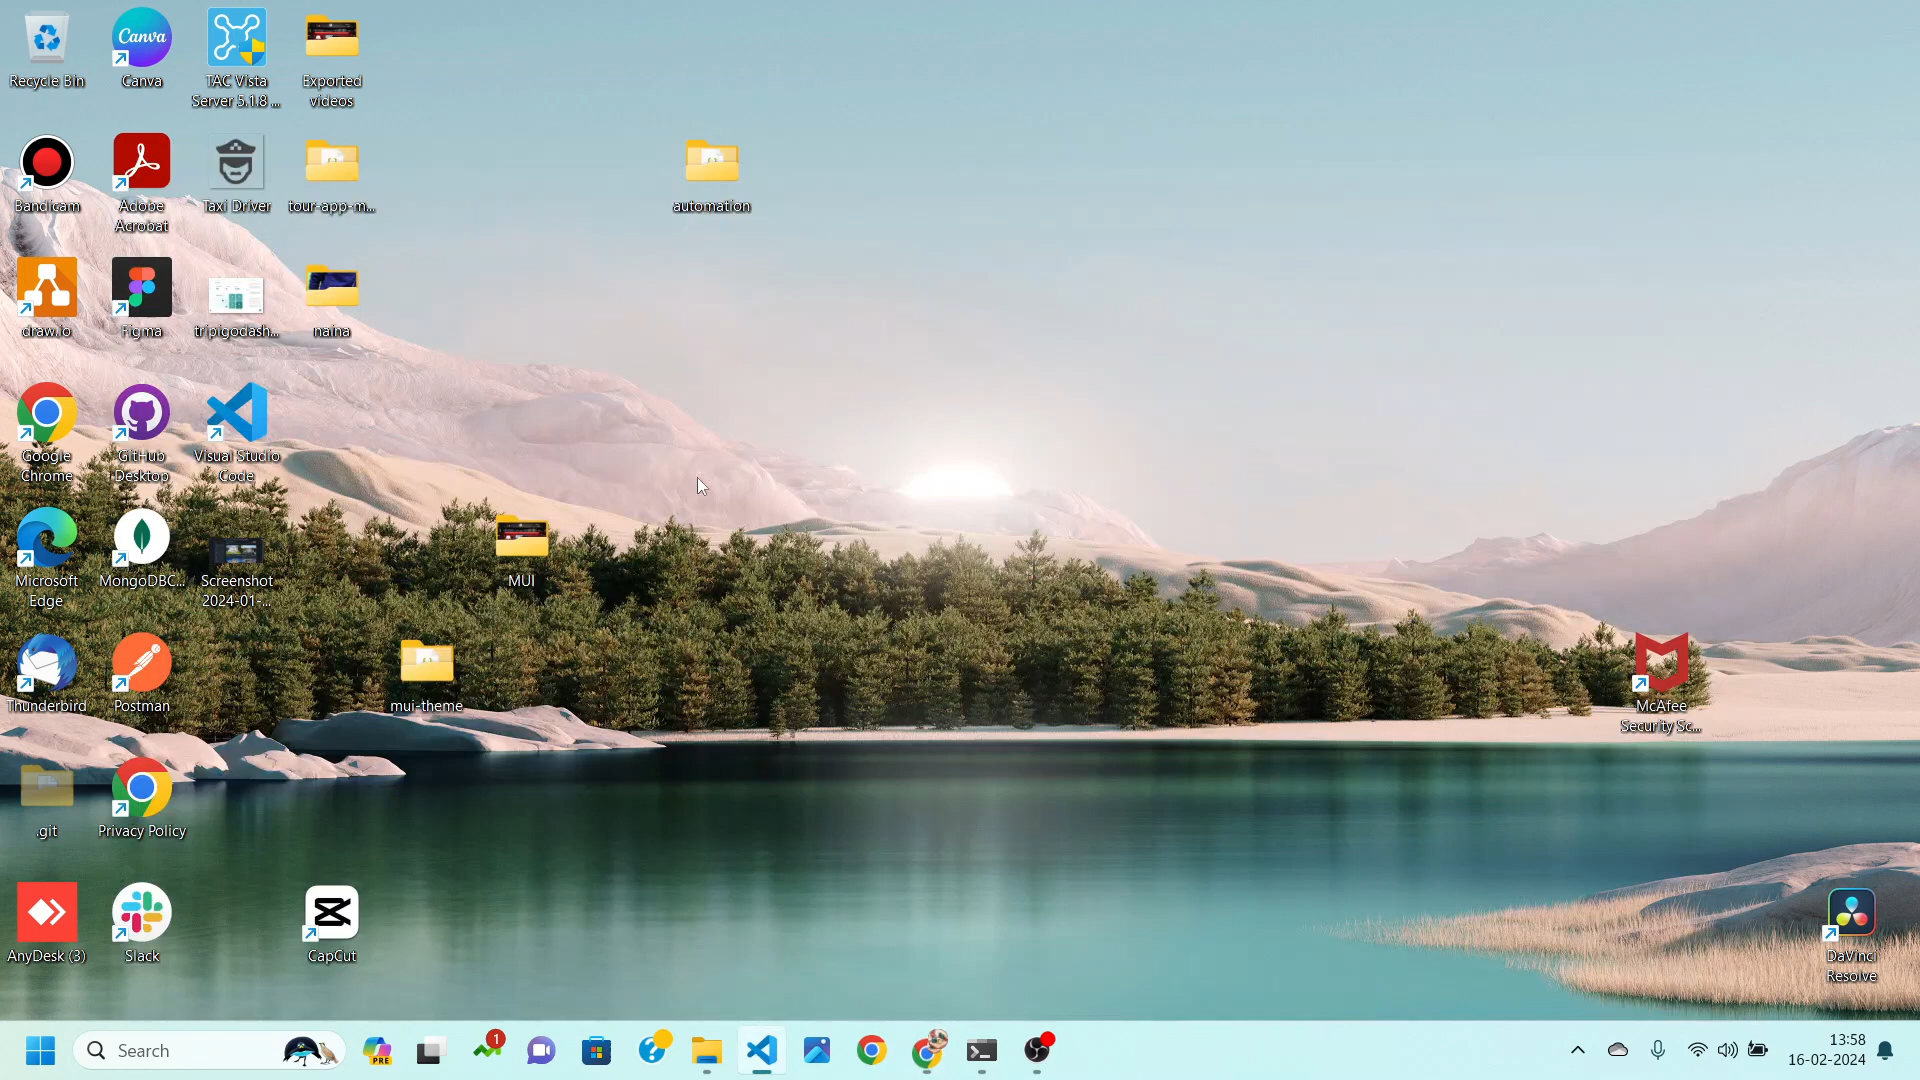 Recycle Bin
Canva
TAC Vista
Server 5.1.8 ...
Exported
videos
Bandicam
Adobe
Acrobat
Taxi Driver
tour-app-m...
automation
draw.io
Figma
tripigodash...
naina
Google
Chrome
GitHub
Desktop
Visual Studio
Code
Microsoft
Edge
MongoDBC...
Screenshot
2024-01-...
MUI
Thunderbird
Postman
mui-theme
McAfee
Security Sc...
.git
Privacy Policy
AnyDesk (3)
Slack
CapCut
DaVinci
Resolve
Search
PRE
1
13:58
16-02-2024